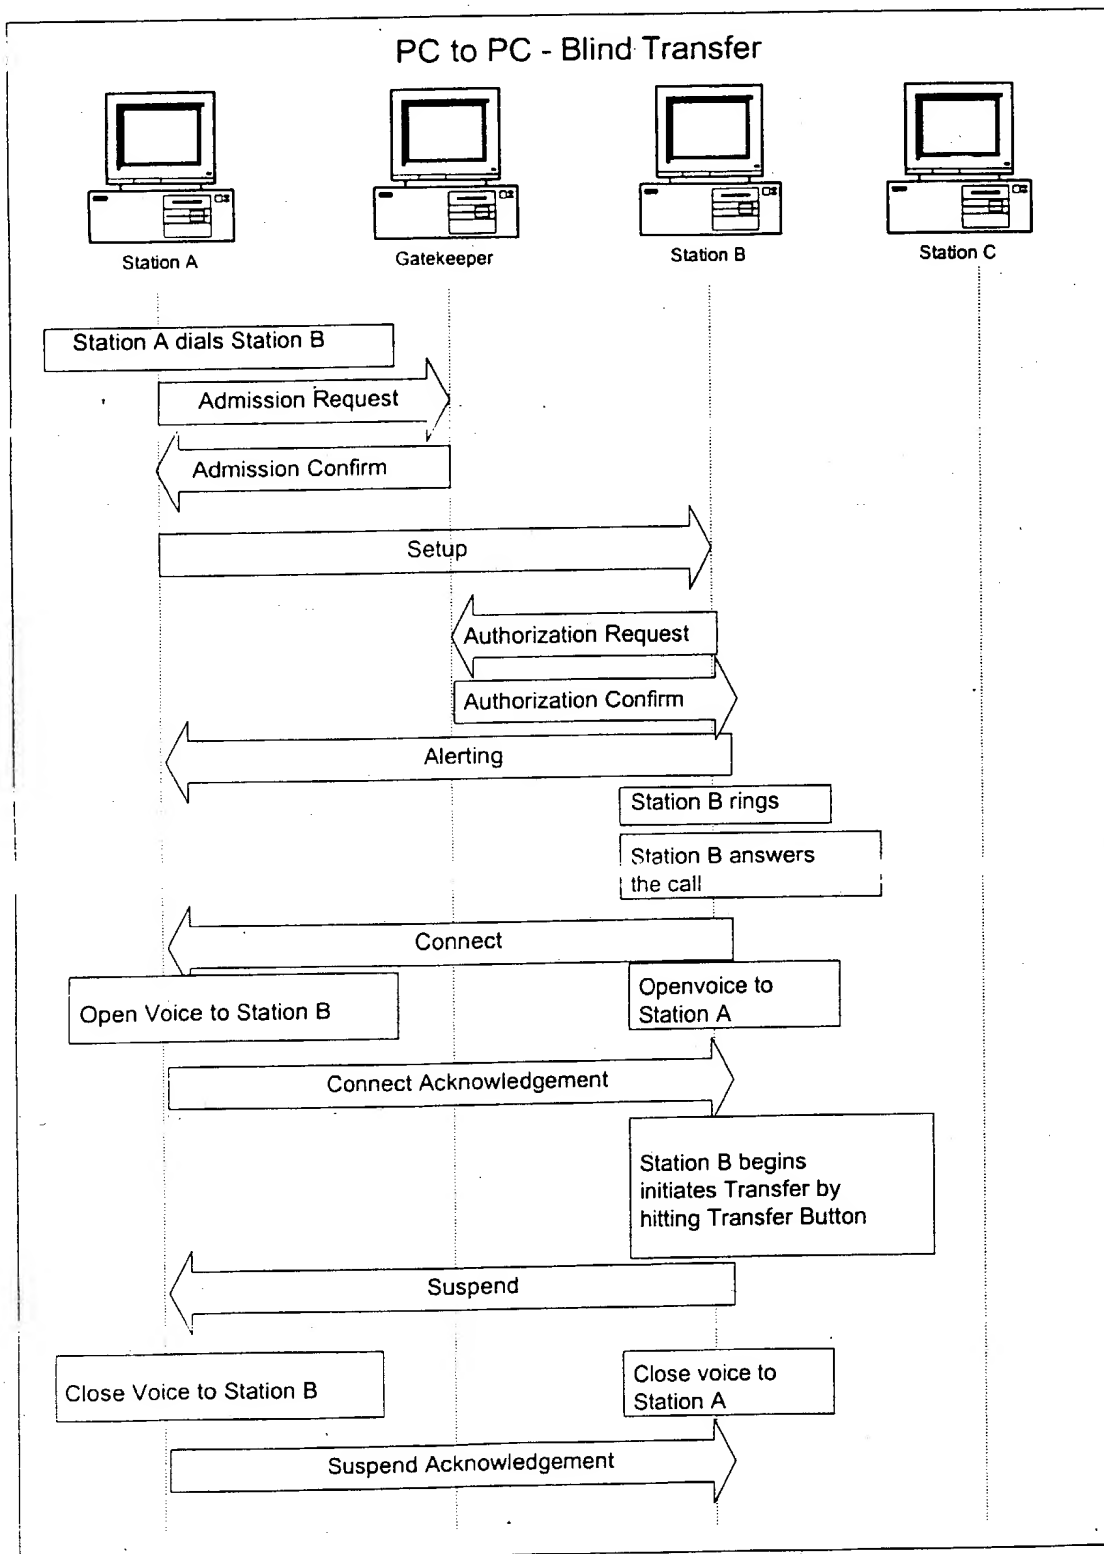 PC to PC - Blind Transfer
Station A
Gatekeeper
Station B
Station C
Station A dials Station B
Admission Request
Admission Confirm
Setup
Authorization Request
Authorization Confirm
Alerting
Station B rings
Station B answers
the call
Connect
Open Voice to Station B
Openvoice to
Station A
Connect Acknowledgement
Station B begins
initiates Transfer by
hitting Transfer Button
Suspend
Close Voice to Station B
Close voice to
Station A
Suspend Acknowledgement